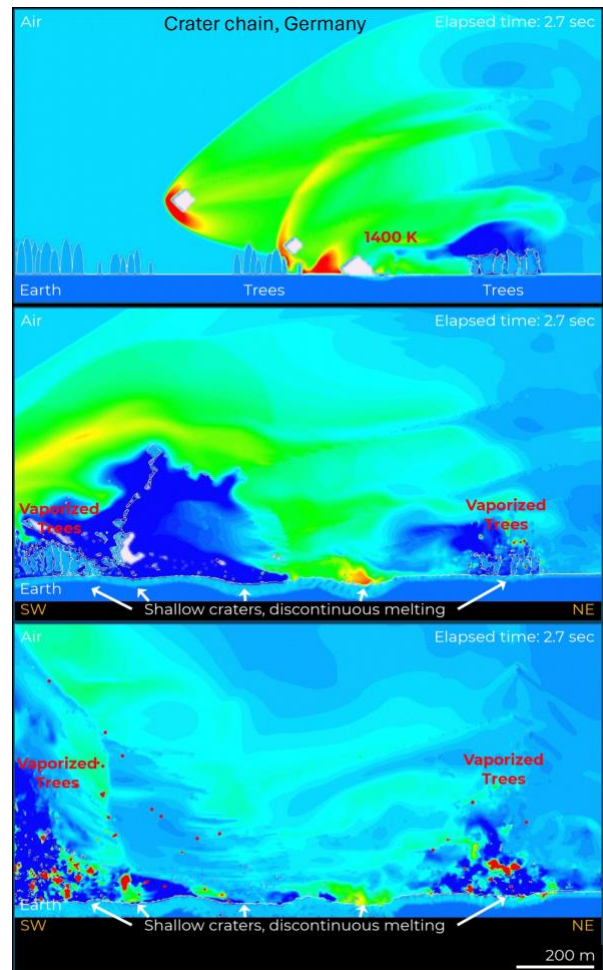 Air
Crater chain, Germany
Elapsed time: 2.7 sec
1400 K
Earth
Trees
Trees
Air
Elapsed time: 2.7 sec
Vaporized
Trees
Vaporized
Trees
Earth
SW
Shallow craters, discontinuous melting
NE
Air
Elapsed time: 2.7 sec
Vaporized
Trees
Vaporized
Trees
Earth
SW
Shallow craters, discontinuous melting
NE
200 m